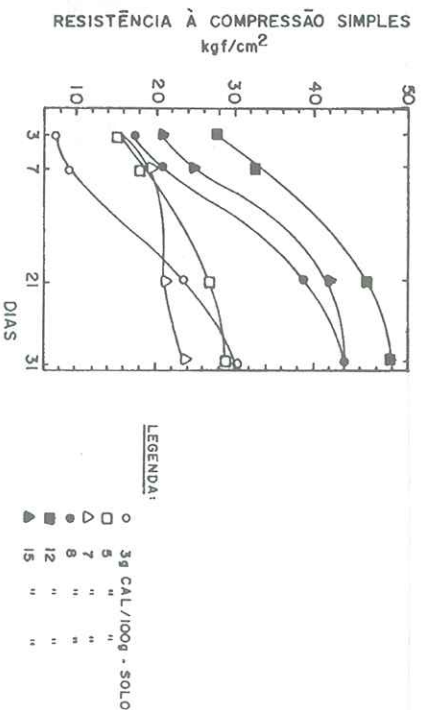 RESISTÊNCIA À COMPRESSÃO SIMPLES
kgf/cm²
10
20
30
40
50
3
7
21
31
DIAS
LEGENDA:
○ 3g CAL/100g - SOLO
□ 5 " "
▽ 7 " "
● 8 " "
■ 12 " "
▼ 15 " "